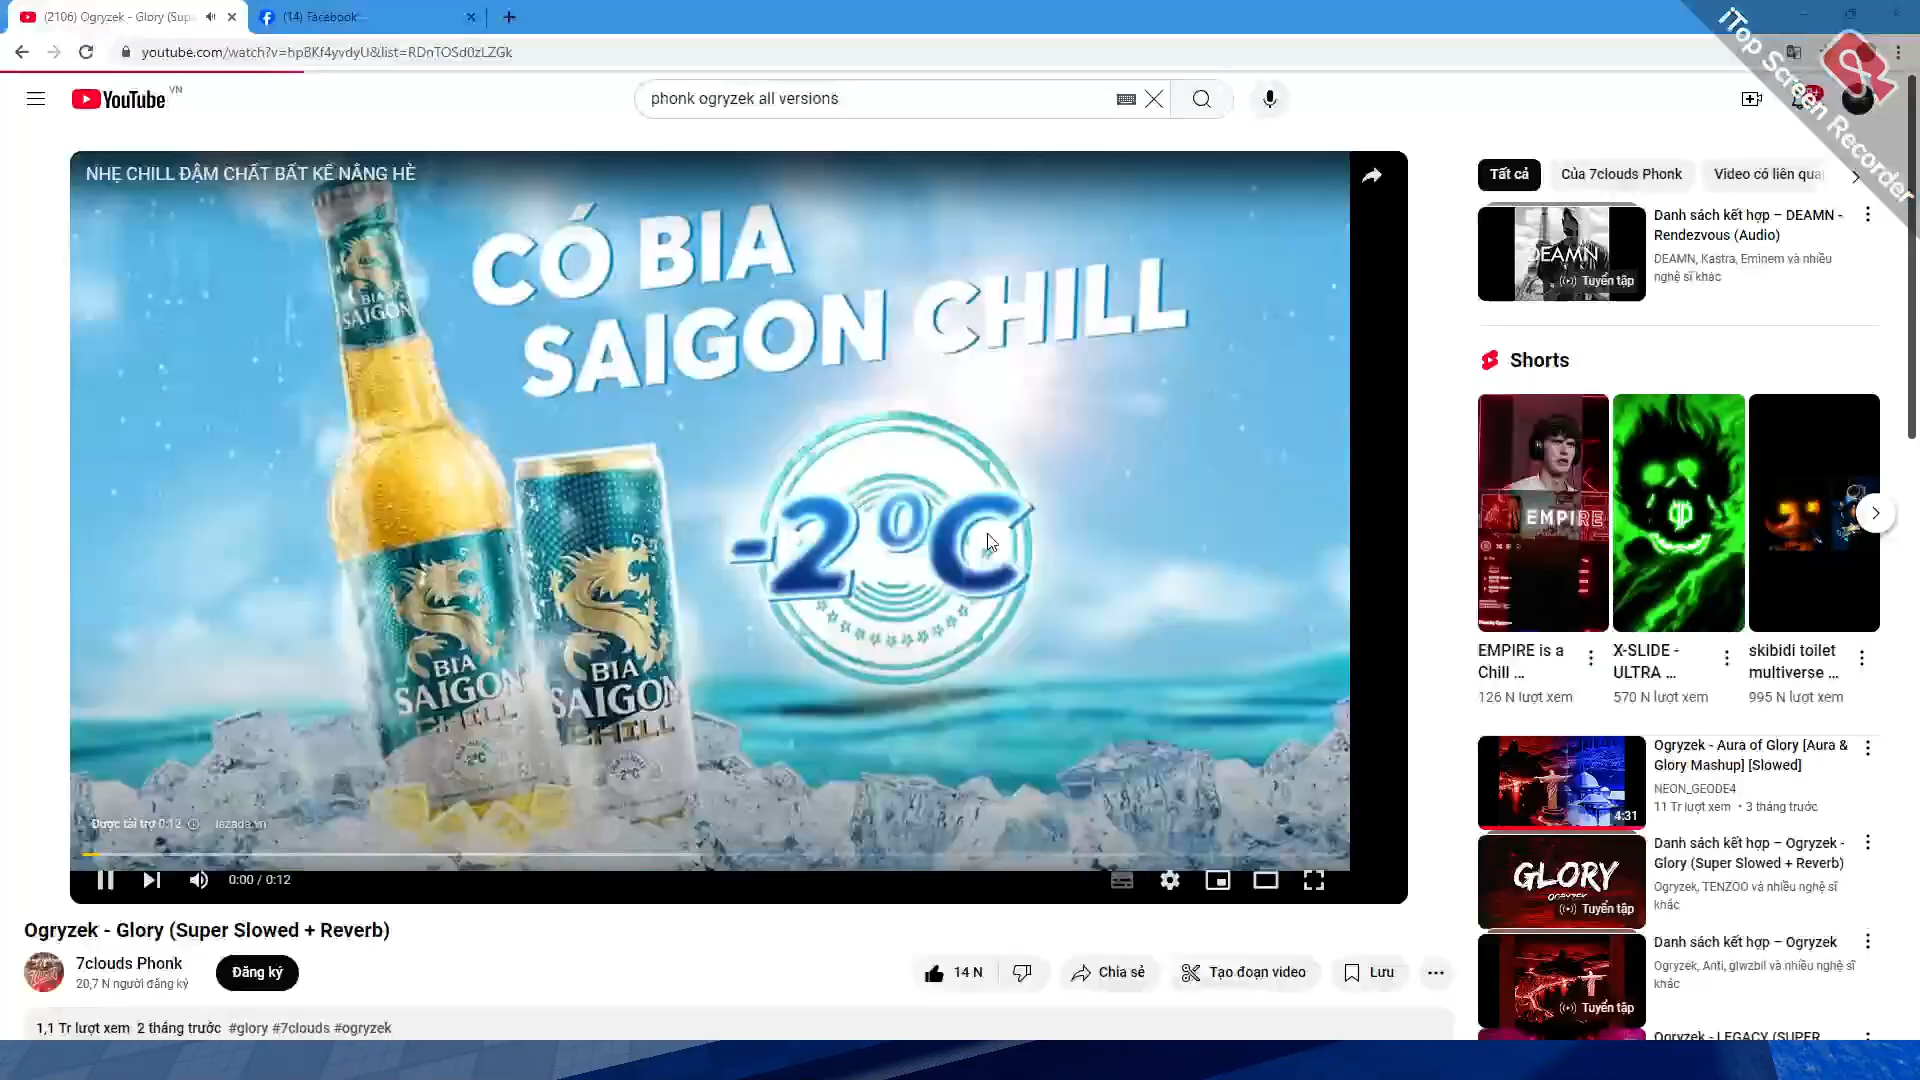 (2106) Ogryzek - Glory (Sup
(14) Facebook
youtube.com/watch?v=hpBKf4yvdyU&list=RDnTOSd0zLZGk
iTop Screen Recorder
YouTube VN
phonk ogryzek all versions
NHẸ CHILL ĐẬM CHẤT BẤT KỂ NẮNG HÈ
CÓ BIA
SAIGON CHILL
-2°C
BIA
SAIGON
BIA
SAIGON
CHILL
-2°C
BIA
SAIGON
CHILL
-2°C
Được tài trợ 0:12
lazada.vn
0:00 / 0:12
Ogryzek - Glory (Super Slowed + Reverb)
7clouds Phonk
20,7 N người đăng ký
Đăng ký
14 N
Chia sẻ
Tạo đoạn video
Lưu
1,1 Tr lượt xem 2 tháng trước #glory #7clouds #ogryzek
Tất cả
Của 7clouds Phonk
Video có liên qua
DEAMN
Tuyển tập
Danh sách kết hợp – DEAMN -
Rendezvous (Audio)
DEAMN, Kastra, Eminem và nhiều
nghệ sĩ khác
Shorts
EMPIRE
EMPIRE is a
Chill ...
126 N lượt xem
X-SLIDE -
ULTRA ...
570 N lượt xem
skibidi toilet
multiverse ...
995 N lượt xem
4:31
Ogryzek - Aura of Glory [Aura &
Glory Mashup] [Slowed]
NEON_GEODE4
11 Tr lượt xem • 3 tháng trước
GLORY
OGRYZEK
Tuyển tập
Danh sách kết hợp – Ogryzek -
Glory (Super Slowed + Reverb)
Ogryzek, TENZOO và nhiều nghệ sĩ
khác
Tuyển tập
Danh sách kết hợp – Ogryzek
Ogryzek, Anti, glwzbll và nhiều nghệ sĩ
khác
Ogryzek - LEGACY (SUPER